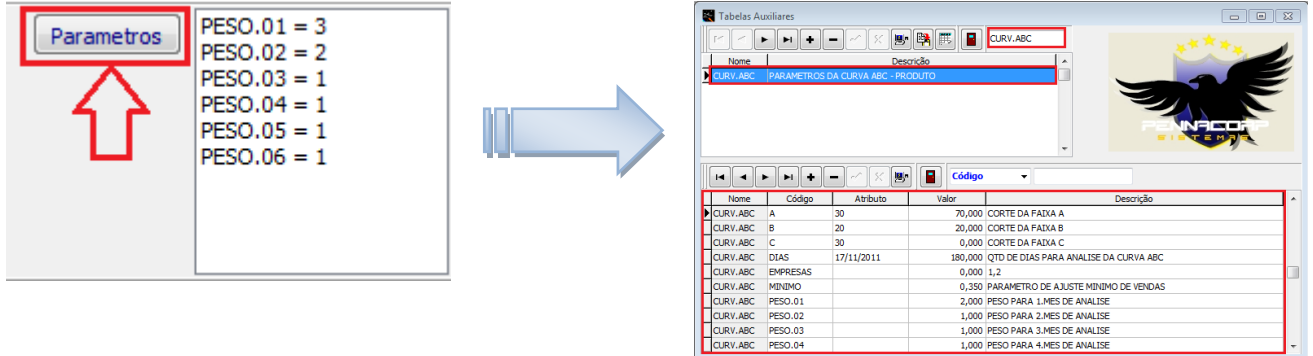 Parametros
PESO.01 = 3
PESO.02 = 2
PESO.03 = 1
PESO.04 = 1
PESO.05 = 1
PESO.06 = 1
Tabelas Auxiliares
CURV.ABC
Nome Descrição
CURV.ABC PARAMETROS DA CURVA ABC - PRODUTO
PENNACORP
SISTEMAS
Código
Nome Código Atributo Valor Descrição
CURV.ABC A 30 70,000 CORTE DA FAIXA A
CURV.ABC B 20 20,000 CORTE DA FAIXA B
CURV.ABC C 30 0,000 CORTE DA FAIXA C
CURV.ABC DIAS 17/11/2011 180,000 QTD DE DIAS PARA ANALISE DA CURVA ABC
CURV.ABC EMPRESAS 0,000 1,2
CURV.ABC MINIMO 0,350 PARAMETRO DE AJUSTE MINIMO DE VENDAS
CURV.ABC PESO.01 2,000 PESO PARA 1.MES DE ANALISE
CURV.ABC PESO.02 1,000 PESO PARA 2.MES DE ANALISE
CURV.ABC PESO.03 1,000 PESO PARA 3.MES DE ANALISE
CURV.ABC PESO.04 1,000 PESO PARA 4.MES DE ANALISE